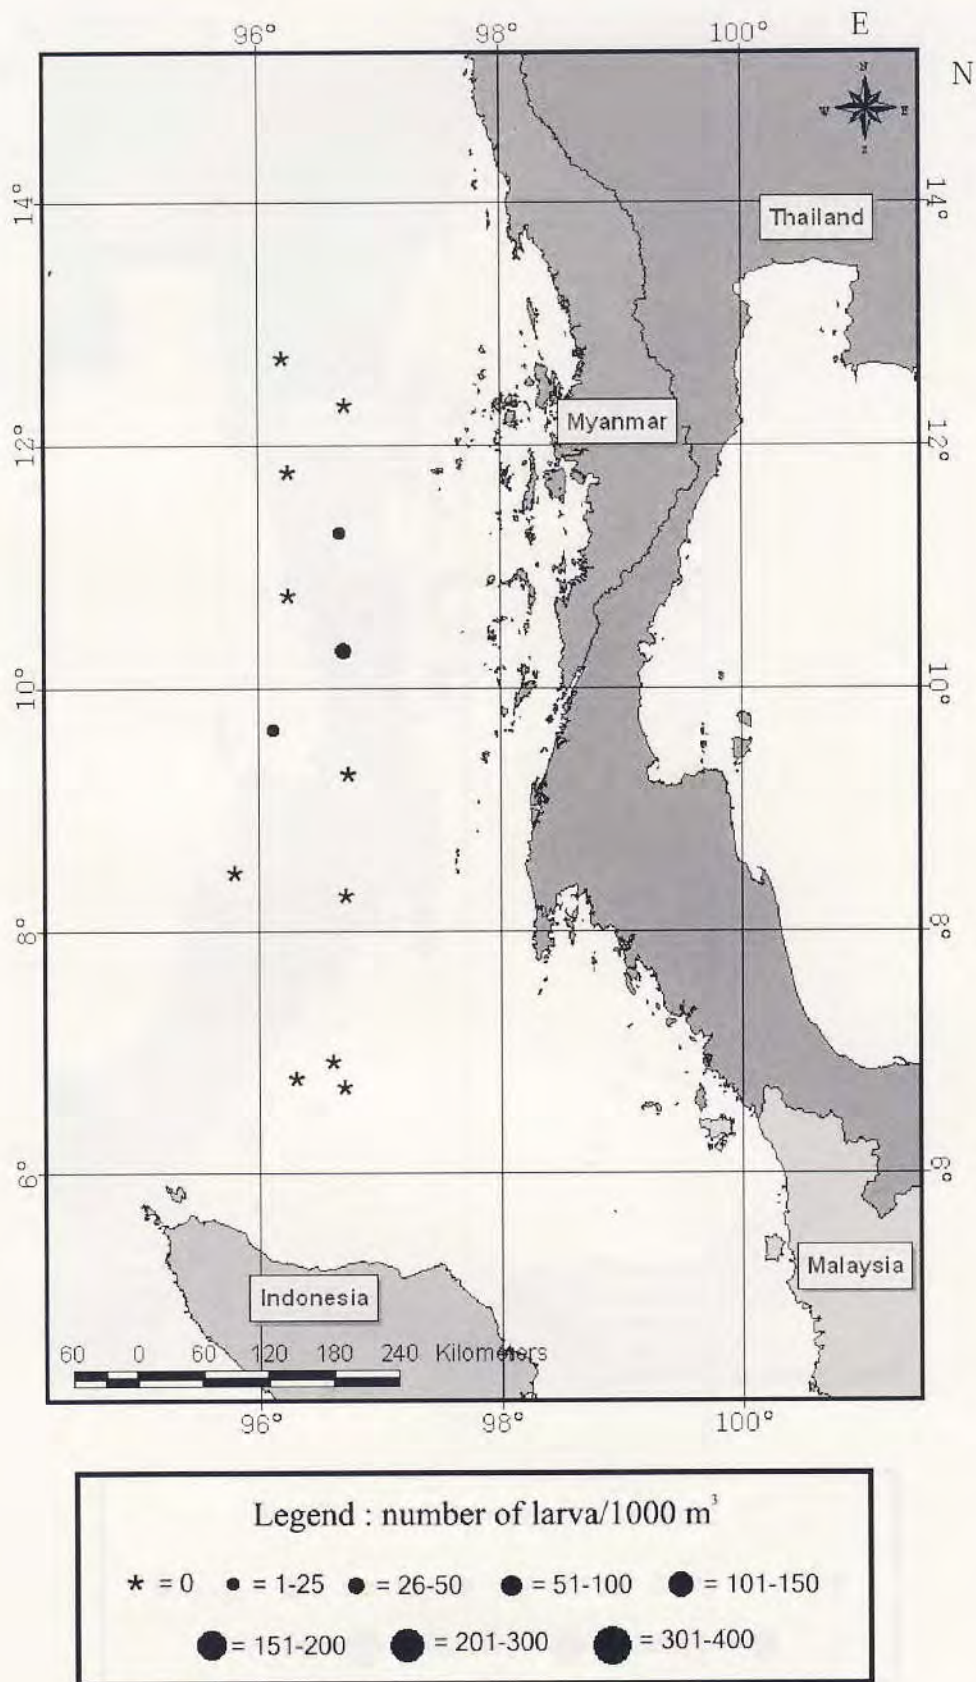 E
96° 98° 100°
N
N
W E
S
14° 14°
Thailand
Myanmar
12° 12°
10° 10°
8° 8°
6° 6°
Malaysia
Indonesia
60 0 60 120 180 240 Kilometers
96° 98° 100°
Legend : number of larva/1000 m³
* = 0 ● = 1-25 ● = 26-50 ● = 51-100 ● = 101-150
● = 151-200 ● = 201-300 ● = 301-400